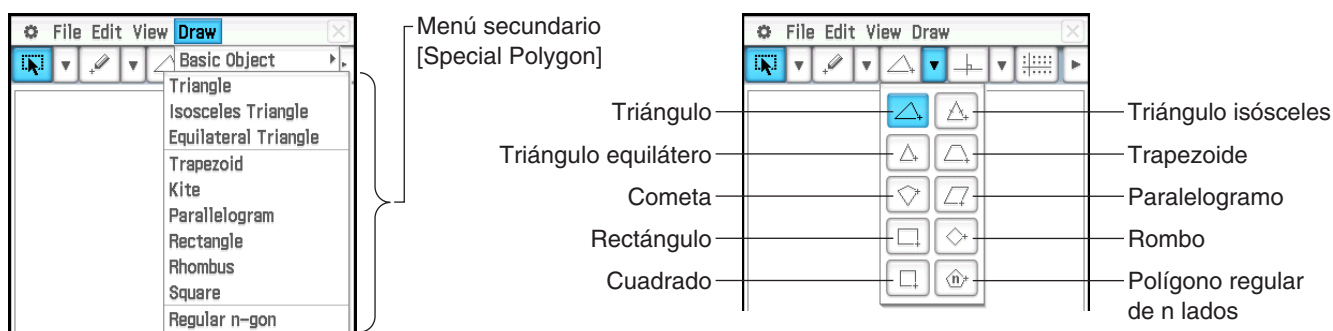 File Edit View Draw
Basic Object
Triangle
Isosceles Triangle
Equilateral Triangle
Trapezoid
Kite
Parallelogram
Rectangle
Rhombus
Square
Regular n-gon
Menú secundario
[Special Polygon]
File Edit View Draw
Triángulo
Triángulo isósceles
Triángulo equilátero
Trapezoide
Cometa
Paralelogramo
Rectángulo
Rombo
Cuadrado
n
Polígono regular
de n lados